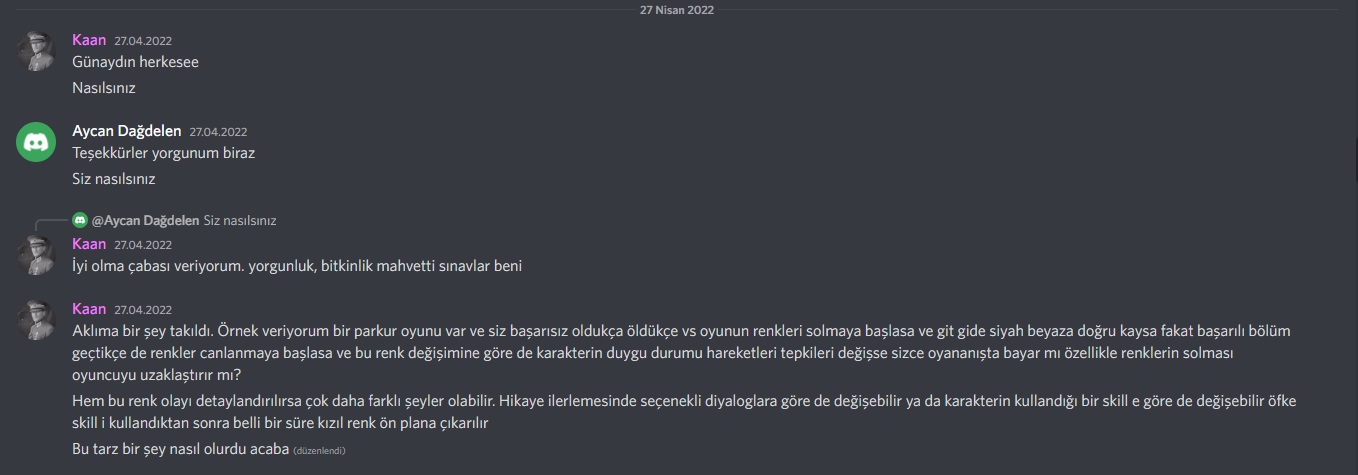 27 Nisan 2022
Kaan 27.04.2022
Günaydın herkesee
Nasılsınız
Aycan Dağdelen 27.04.2022
Teşekkürler yorgunum biraz
Siz nasılsınız
@Aycan Dağdelen Siz nasılsınız
Kaan 27.04.2022
İyi olma çabası veriyorum. yorgunluk, bitkinlik mahvetti sınavlar beni
Kaan 27.04.2022
Aklıma bir şey takıldı. Örnek veriyorum bir parkur oyunu var ve siz başarısız oldukça öldükçe vs oyunun renkleri solmaya başlasa ve git gide siyah beyaza doğru kaysa fakat başarılı bölüm
geçtikçe de renkler canlanmaya başlasa ve bu renk değişimine göre de karakterin duygu durumu hareketleri tepkileri değişse sizce oyananışta bayar mı özellikle renklerin solması
oyuncuyu uzaklaştırır mı?
Hem bu renk olayı detaylandırılırsa çok daha farklı şeyler olabilir. Hikaye ilerlemesinde seçenekli diyaloglara göre de değişebilir ya da karakterin kullandığı bir skill e göre de değişebilir öfke
skill i kullandıktan sonra belli bir süre kızıl renk ön plana çıkarılır
Bu tarz bir şey nasıl olurdu acaba (düzenlendi)